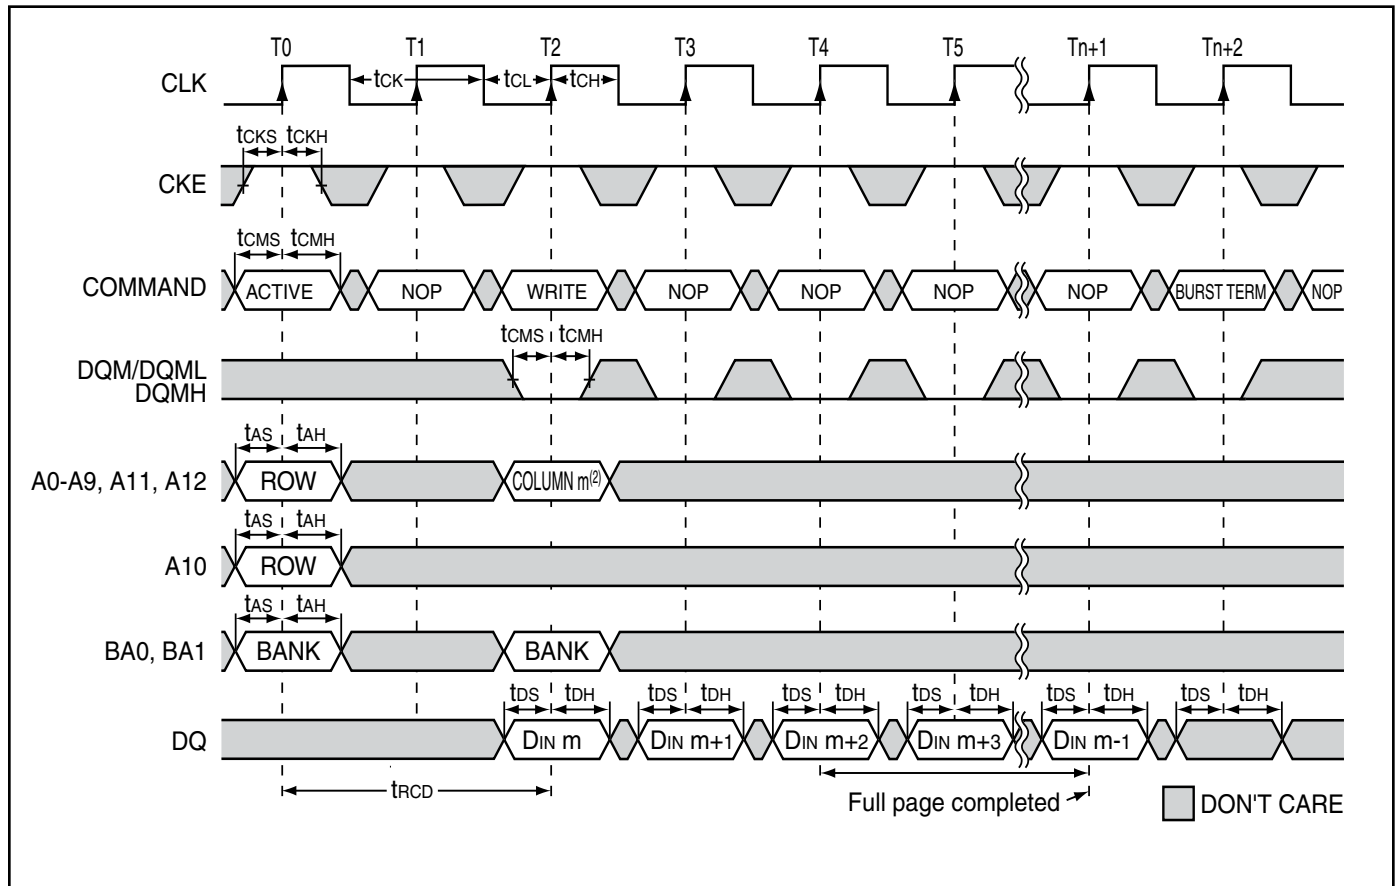 T0 T1 T2 T3 T4 T5 Tn+1 Tn+2
CLK tCK tCL tCH
tCKS tCKH
CKE
tCMS tCMH
COMMAND ACTIVE NOP WRITE NOP NOP NOP NOP BURST TERM NOP
tCMS tCMH
DQM/DQML
DQMH
tAS tAH
A0-A9, A11, A12 ROW COLUMN m(2)
tAS tAH
A10 ROW
tAS tAH
BA0, BA1 BANK BANK
tDS tDH tDS tDH tDS tDH tDS tDH tDS tDH tDS tDH
DQ DIN m DIN m+1 DIN m+2 DIN m+3 DIN m-1
tRCD
Full page completed
DON'T CARE